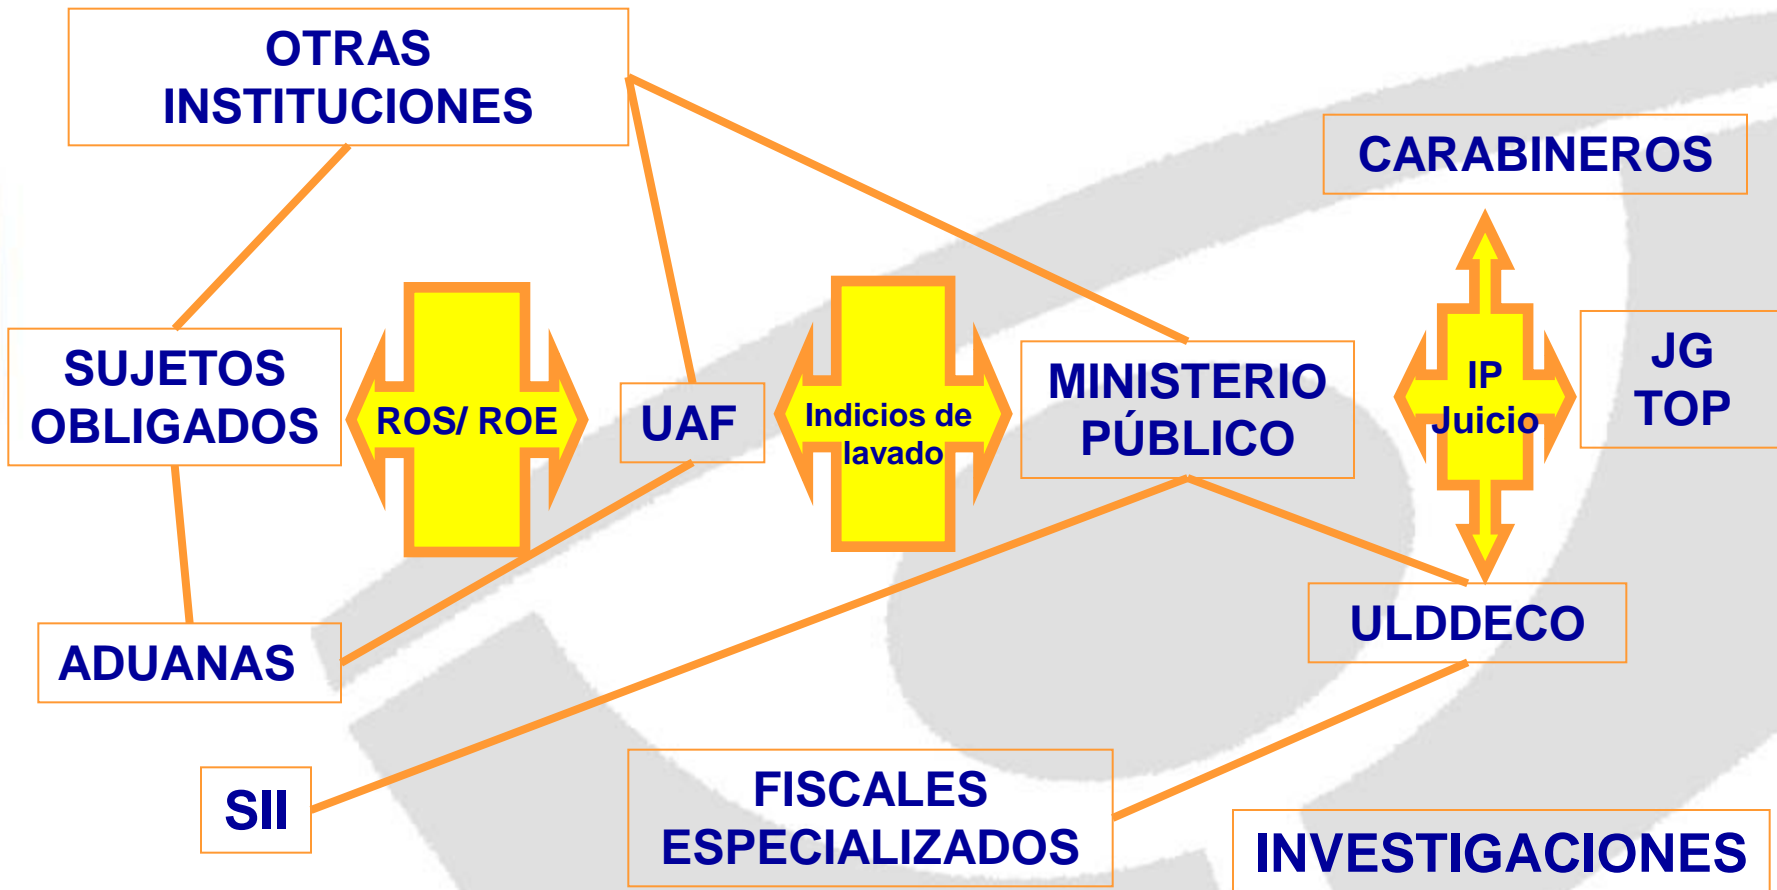 OTRAS
INSTITUCIONES
CARABINEROS
SUJETOS
OBLIGADOS
ROS/ ROE
UAF
Indicios de
lavado
MINISTERIO
PÚBLICO
IP
Juicio
JG
TOP
ADUANAS
ULDDECO
SII
FISCALES
ESPECIALIZADOS
INVESTIGACIONES